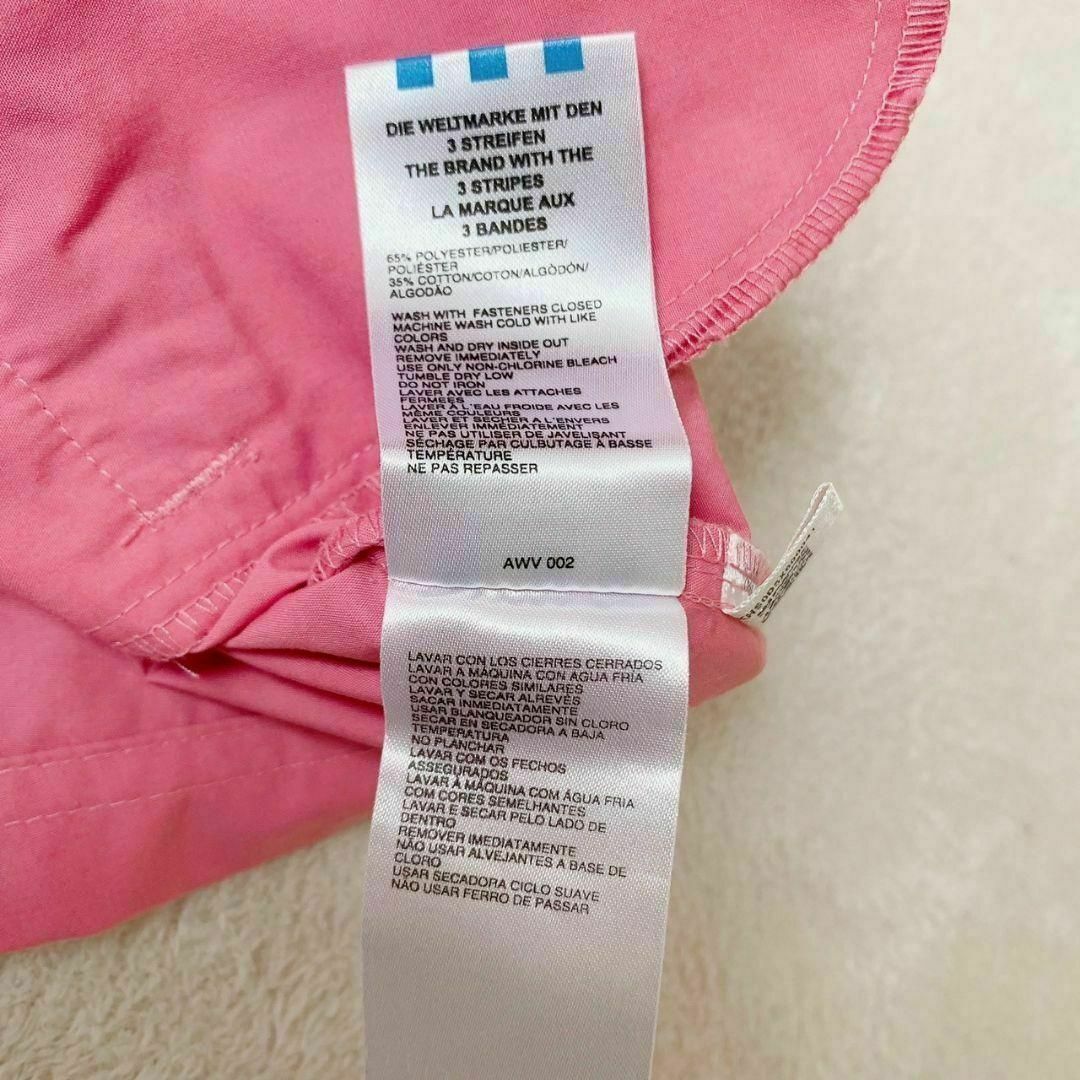 DIE WELTMARKE MIT DEN
3 STREIFEN
THE BRAND WITH THE
3 STRIPES
LA MARQUE AUX
3 BANDES
65% POLYESTER/POLIESTER/
POLIÉSTER
35% COTTON/COTON/ALGÒDÓN/
ALGODÃO
WASH WITH FASTENERS CLOSED
MACHINE WASH COLD WITH LIKE
COLORS
WASH AND DRY INSIDE OUT
REMOVE IMMEDIATELY
USE ONLY NON-CHLORINE BLEACH
TUMBLE DRY LOW
DO NOT IRON
LAVER AVEC LES ATTACHES
FERMÉES
LAVER À L'EAU FROIDE AVEC LES
MÊME COULEURS
LAVER ET SÉCHER A L'ENVERS
ENLEVER IMMÉDIATEMENT
NE PAS UTILISER DE JAVELISANT
SÉCHAGE PAR CULBUTAGE À BASSE
TEMPÉRATURE
NE PAS REPASSER
AWV 002
LAVAR CON LOS CIERRES CERRADOS
LAVAR A MÁQUINA CON AGUA FRÍA
CON COLORES SIMILARES
LAVAR Y SECAR ALREVÉS
SACAR INMEDIATAMENTE
USAR BLANQUEADOR SIN CLORO
SECAR EN SECADORA A BAJA
TEMPERATURA
NO PLANCHAR
LAVAR COM OS FECHOS
ASSEGURADOS
LAVAR À MÁQUINA COM ÁGUA FRIA
COM CORES SEMELHANTES
LAVAR E SECAR PELO LADO DE
DENTRO
REMOVER IMEDIATAMENTE
NÃO USAR ALVEJANTES A BASE DE
CLORO
USAR SECADORA CICLO SUAVE
NÃO USAR FERRO DE PASSAR